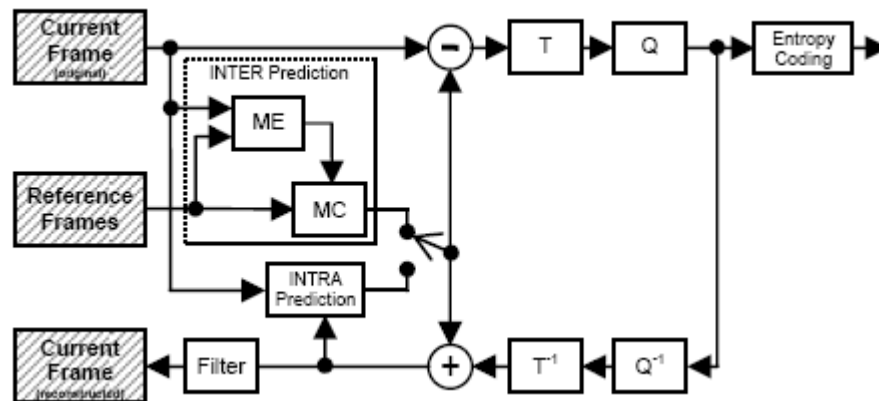 Current
Frame
(original)
−
T
Q
Entropy
Coding
INTER Prediction
ME
MC
Reference
Frames
INTRA
Prediction
Current
Frame
(reconstructed)
Filter
+
T⁻¹
Q⁻¹